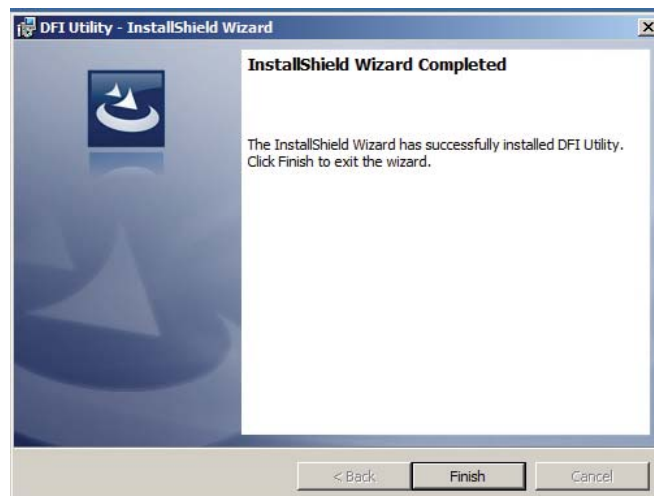 DFI Utility - InstallShield Wizard
InstallShield Wizard Completed
The InstallShield Wizard has successfully installed DFI Utility.
Click Finish to exit the wizard.
< Back
Finish
Cancel